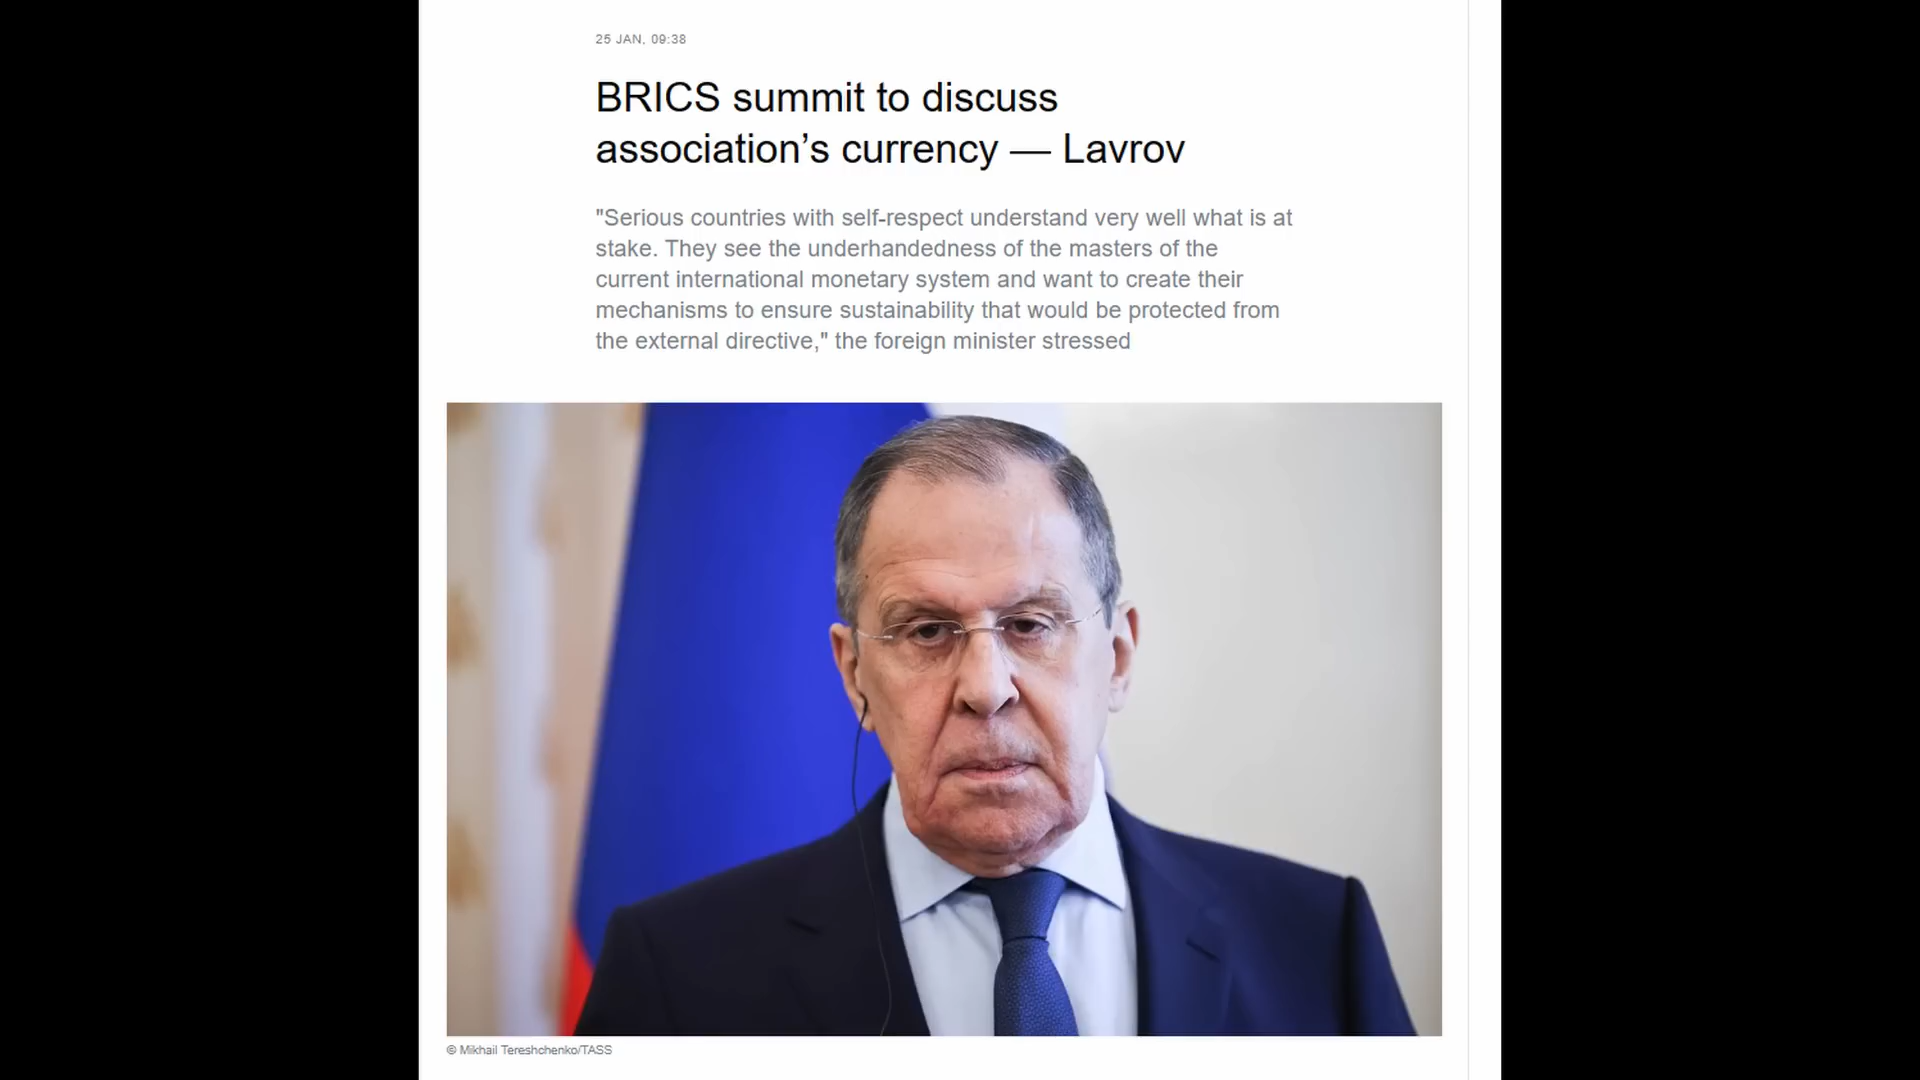 25 JAN, 09:38
BRICS summit to discuss
association’s currency — Lavrov
"Serious countries with self-respect understand very well what is at
stake. They see the underhandedness of the masters of the
current international monetary system and want to create their
mechanisms to ensure sustainability that would be protected from
the external directive," the foreign minister stressed
© Mikhail Tereshchenko/TASS